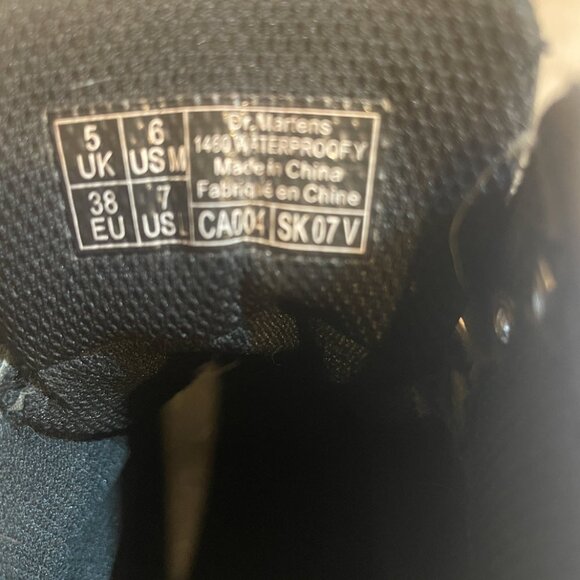 5 UK
6 US M
38 EU
7 US L
Dr. Martens
1460 WATERPROOF Y
Made in China
Fabriqué en Chine
CA004
SK 07 V